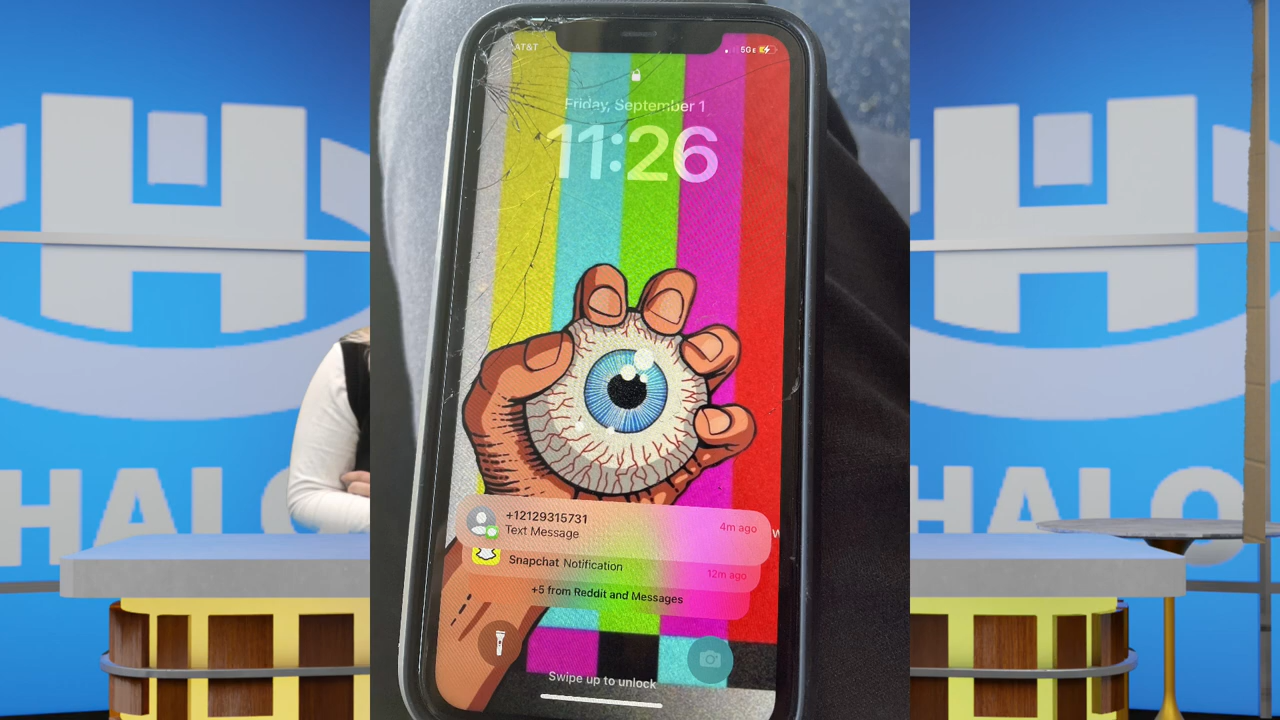 AT&T
5GE
Friday, September 1
11:26
+12129315731
Text Message
4m ago
Snapchat Notification
12m ago
+5 from Reddit and Messages
Swipe up to unlock
H
HALO
H
HALO